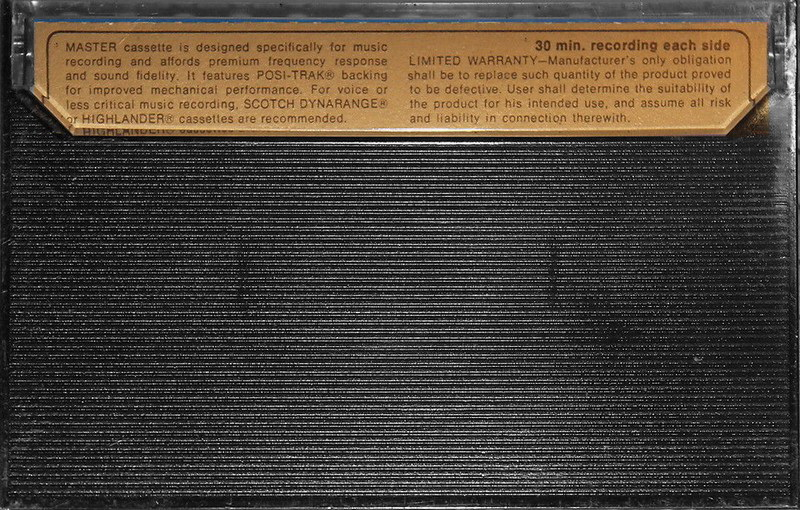 MASTER cassette is designed specifically for music
recording and affords premium frequency response
and sound fidelity. It features POSI-TRAK® backing
for improved mechanical performance. For voice or
less critical music recording, SCOTCH DYNARANGE®
or HIGHLANDER® cassettes are recommended.
30 min. recording each side
LIMITED WARRANTY—Manufacturer's only obligation
shall be to replace such quantity of the product proved
to be defective. User shall determine the suitability of
the product for his intended use, and assume all risk
and liability in connection therewith.